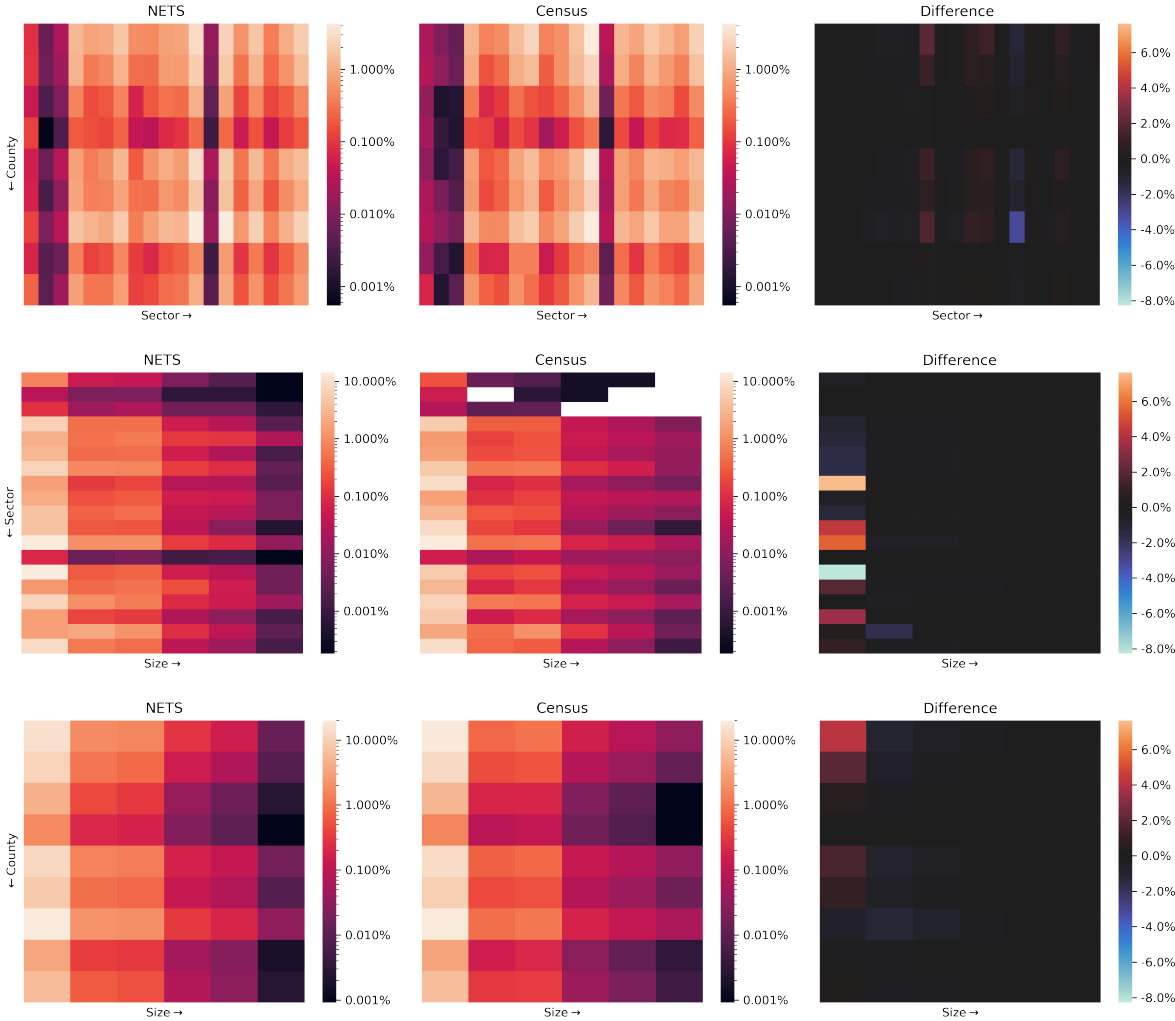 NETS
Census
Difference
← County
1.000%
0.100%
0.010%
0.001%
1.000%
0.100%
0.010%
0.001%
6.0%
4.0%
2.0%
0.0%
-2.0%
-4.0%
-6.0%
-8.0%
Sector →
Sector →
Sector →
NETS
Census
Difference
← Sector
10.000%
1.000%
0.100%
0.010%
0.001%
10.000%
1.000%
0.100%
0.010%
0.001%
6.0%
4.0%
2.0%
0.0%
-2.0%
-4.0%
-6.0%
-8.0%
Size →
Size →
Size →
NETS
Census
Difference
← County
10.000%
1.000%
0.100%
0.010%
0.001%
10.000%
1.000%
0.100%
0.010%
0.001%
6.0%
4.0%
2.0%
0.0%
-2.0%
-4.0%
-6.0%
-8.0%
Size →
Size →
Size →